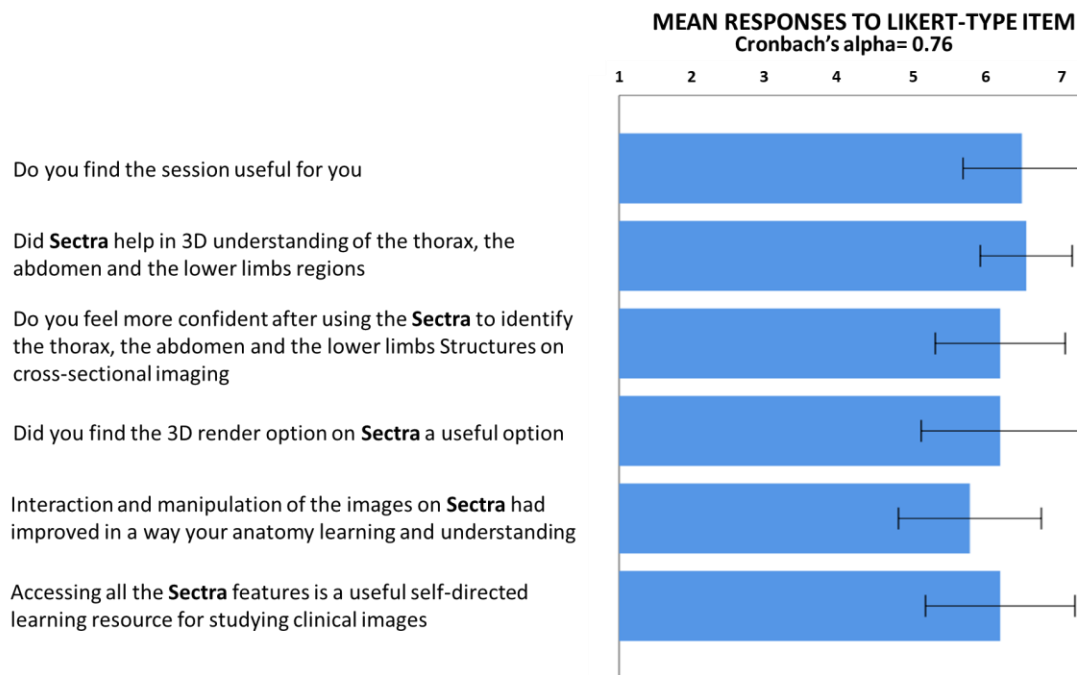 MEAN RESPONSES TO LIKERT-TYPE ITEM
Cronbach’s alpha= 0.76
1 2 3 4 5 6 7
Do you find the session useful for you
Did Sectra help in 3D understanding of the thorax, the
abdomen and the lower limbs regions
Do you feel more confident after using the Sectra to identify
the thorax, the abdomen and the lower limbs Structures on
cross-sectional imaging
Did you find the 3D render option on Sectra a useful option
Interaction and manipulation of the images on Sectra had
improved in a way your anatomy learning and understanding
Accessing all the Sectra features is a useful self-directed
learning resource for studying clinical images